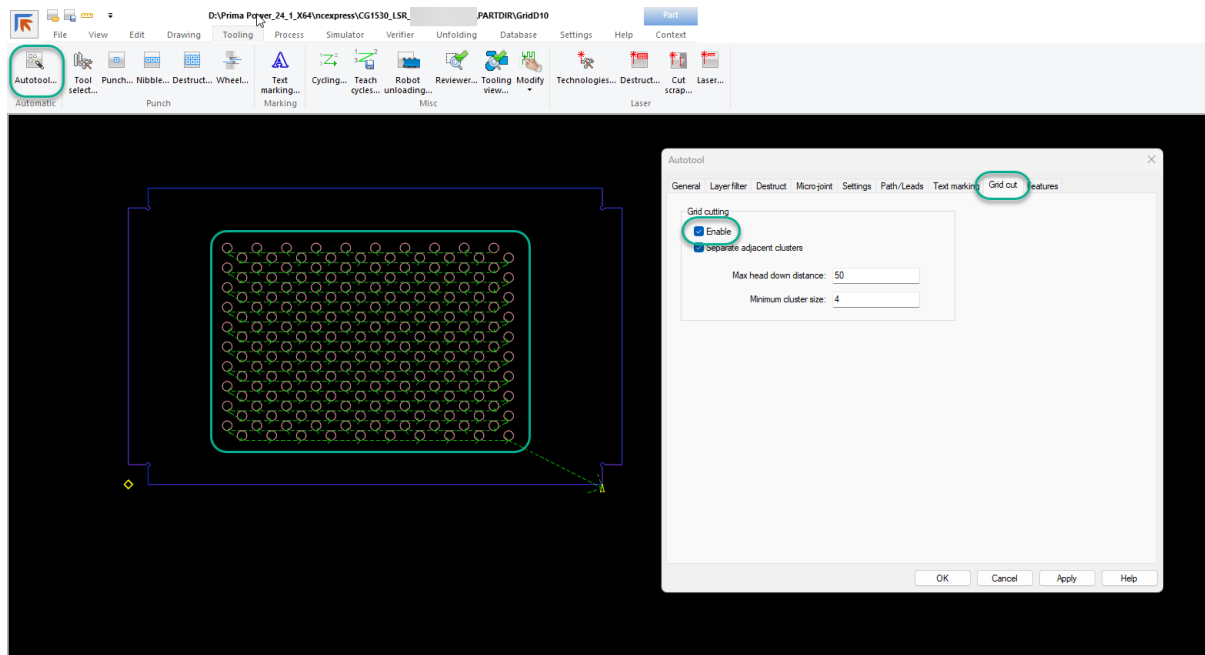 D:\Prima Power_24_1_X64\ncexpress\CG1530_LSR_ PARTDIR\GridD10
Part
File View Edit Drawing Tooling Process Simulator Verifier Unfolding Database Settings Help Context
Autotool... Tool select... Punch... Nibble... Destruct... Wheel... Text marking... Cycling... Teach cycles... Robot unloading... Reviewer... Tooling view... Modify Technologies... Destruct... Cut scrap... Laser...
Automatic Punch Marking Misc Laser
Autotool
General Layer filter Destruct Micro-joint Settings Path/Leads Text marking Grid cut Features
Grid cutting
Enable
Separate adjacent clusters
Max head down distance: 50
Minimum cluster size: 4
OK Cancel Apply Help